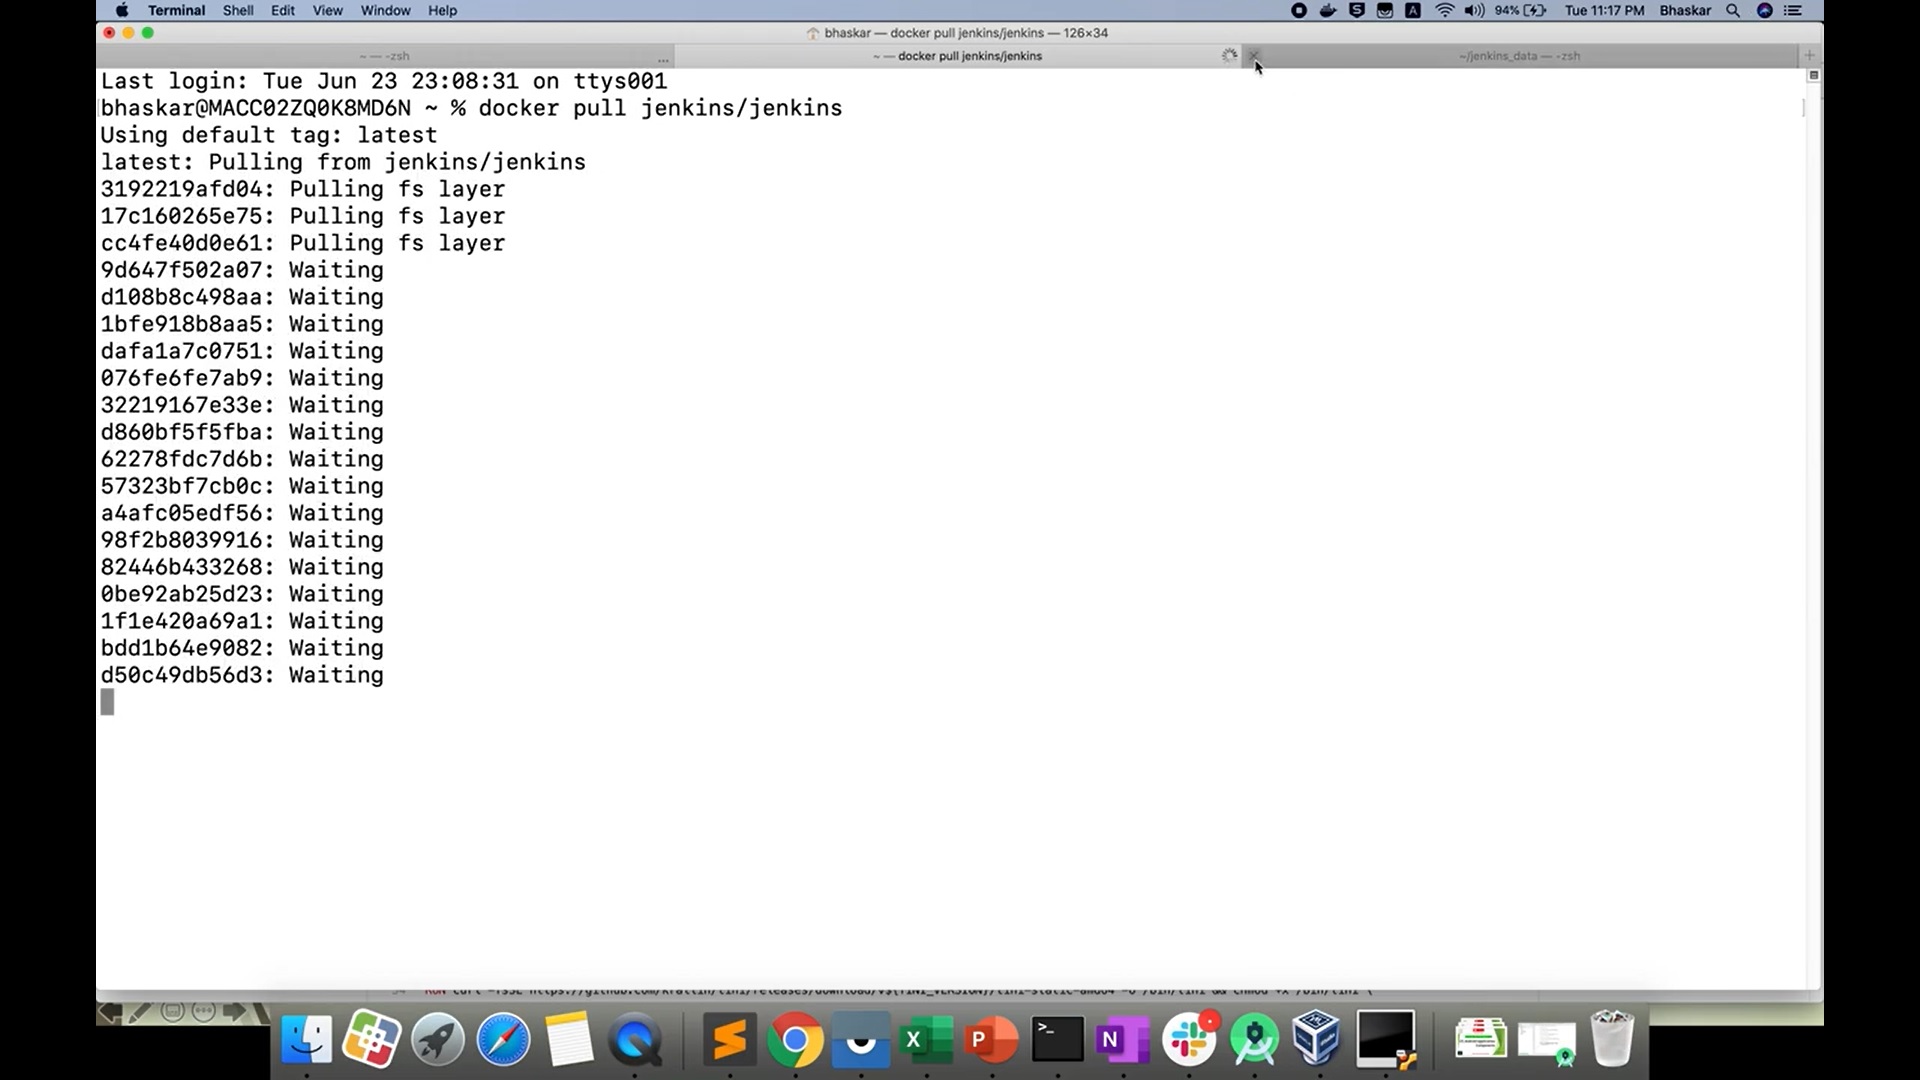 Terminal Shell Edit View Window Help 94% Tue 11:17 PM Bhaskar
bhaskar — docker pull jenkins/jenkins — 126×34
~ — -zsh
~ — docker pull jenkins/jenkins
~/jenkins_data — -zsh
Last login: Tue Jun 23 23:08:31 on ttys001
bhaskar@MACC02ZQ0K8MD6N ~ % docker pull jenkins/jenkins
Using default tag: latest
latest: Pulling from jenkins/jenkins
3192219afd04: Pulling fs layer
17c160265e75: Pulling fs layer
cc4fe40d0e61: Pulling fs layer
9d647f502a07: Waiting
d108b8c498aa: Waiting
1bfe918b8aa5: Waiting
dafa1a7c0751: Waiting
076fe6fe7ab9: Waiting
32219167e33e: Waiting
d860bf5f5fba: Waiting
62278fdc7d6b: Waiting
57323bf7cb0c: Waiting
a4afc05edf56: Waiting
98f2b8039916: Waiting
82446b433268: Waiting
0be92ab25d23: Waiting
1f1e420a69a1: Waiting
bdd1b64e9082: Waiting
d50c49db56d3: Waiting